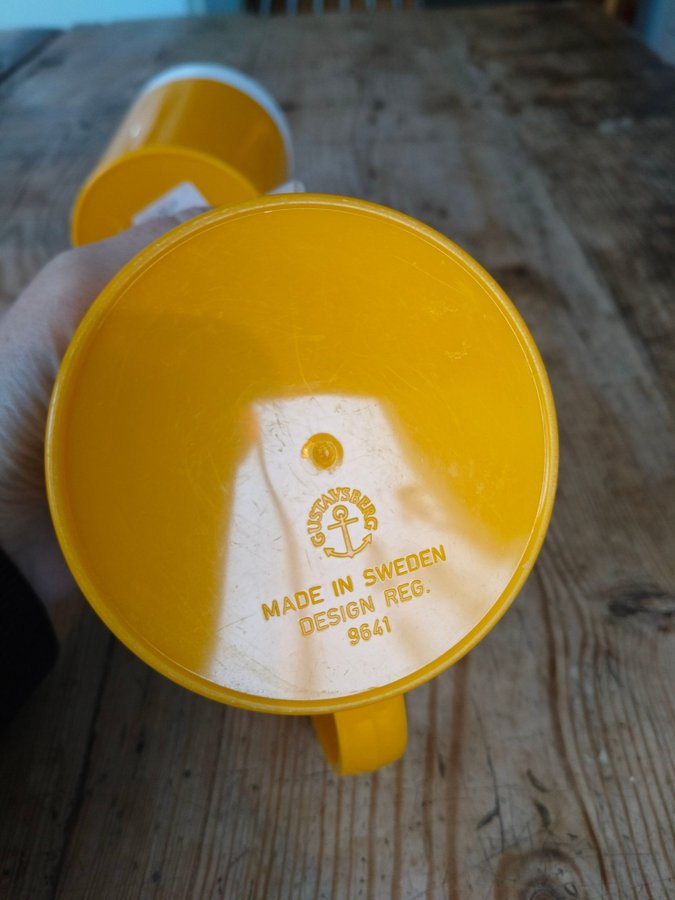 GUSTAVSBERG
MADE IN SWEDEN
DESIGN REG.
9641